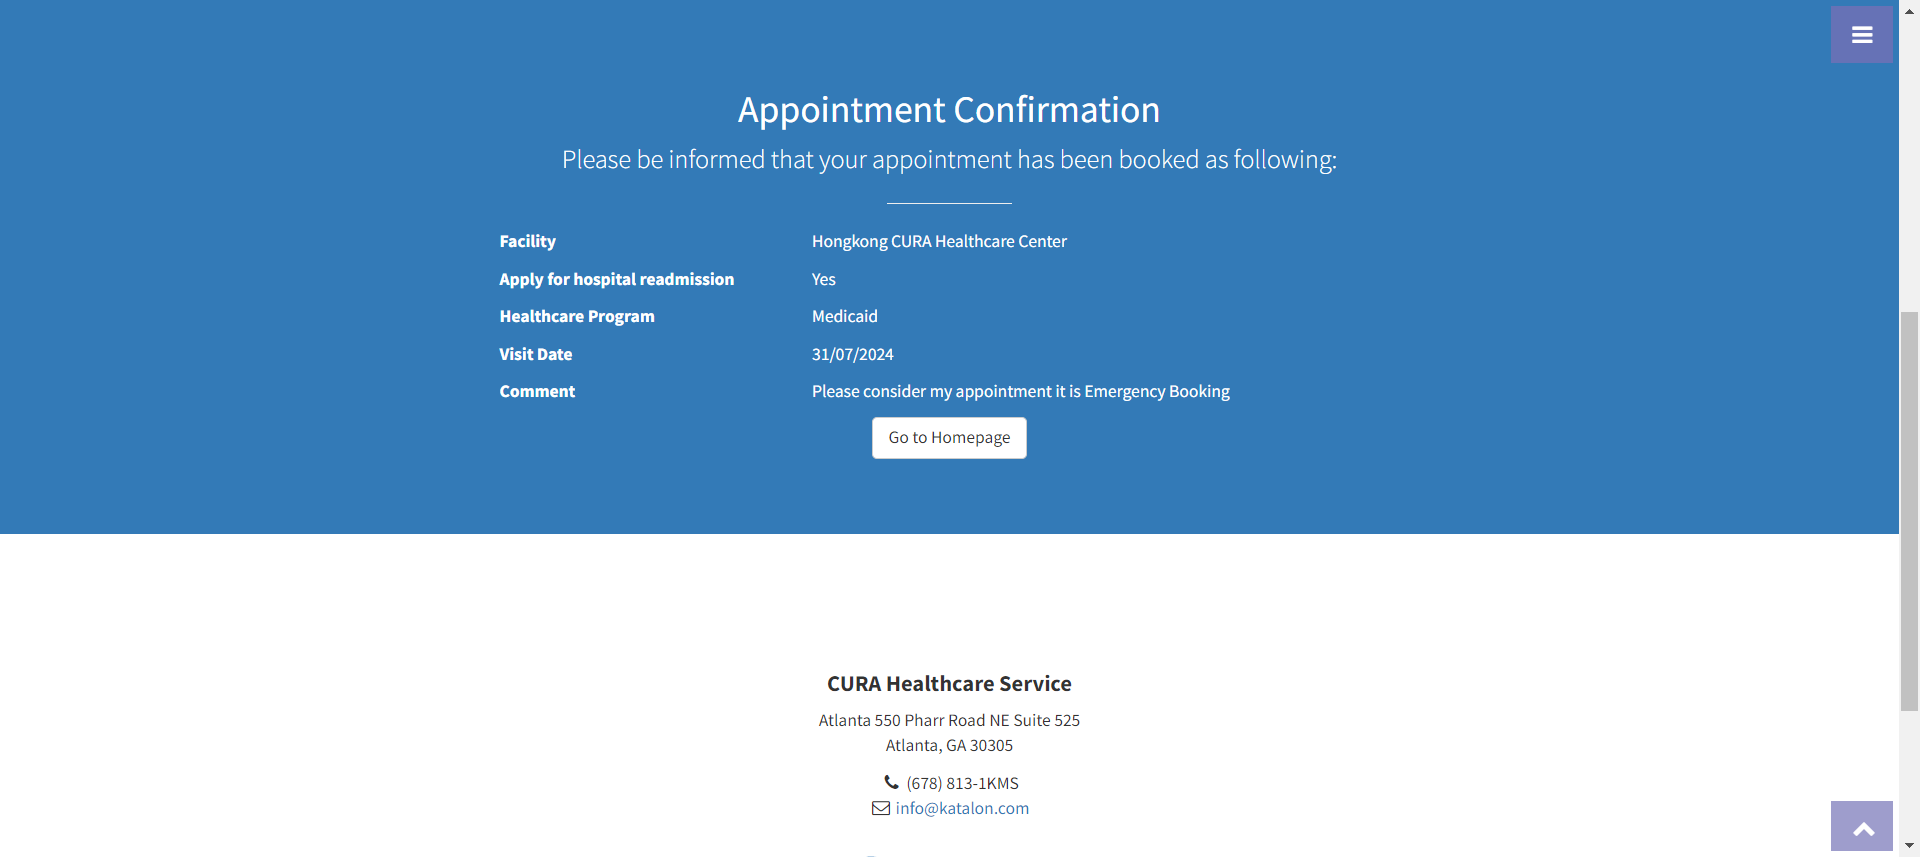 Appointment Confirmation
Please be informed that your appointment has been booked as following:
Facility Hongkong CURA Healthcare Center
Apply for hospital readmission Yes
Healthcare Program Medicaid
Visit Date 31/07/2024
Comment Please consider my appointment it is Emergency Booking
Go to Homepage
CURA Healthcare Service
Atlanta 550 Pharr Road NE Suite 525
Atlanta, GA 30305
(678) 813-1KMS
info@katalon.com